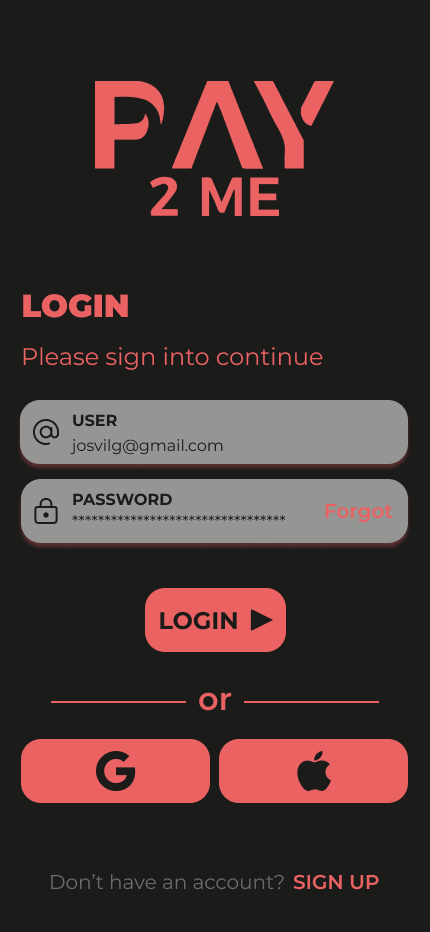 PAY
2 ME
LOGIN
Please sign into continue
USER
josvilg@gmail.com
PASSWORD
*********************************
Forgot
LOGIN
or
G
Don't have an account? SIGN UP